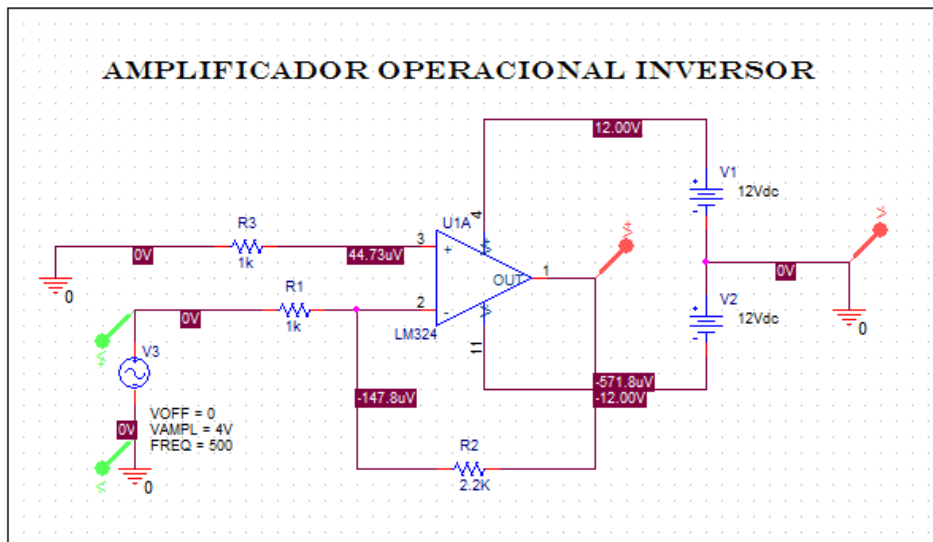 AMPLIFICADOR OPERACIONAL INVERSOR
12.00V
V1
12Vdc
V-
4
U1A
R3
1k
0V
44.73uV
3
+
OUT
1
V+
0V
0
R1
1k
0V
2
-
LM324
11
V2
12Vdc
0
V+
V3
-147.8uV
-571.8uV
-12.00V
VOFF = 0
VAMPL = 4V
FREQ = 500
0V
V-
0
R2
2.2K